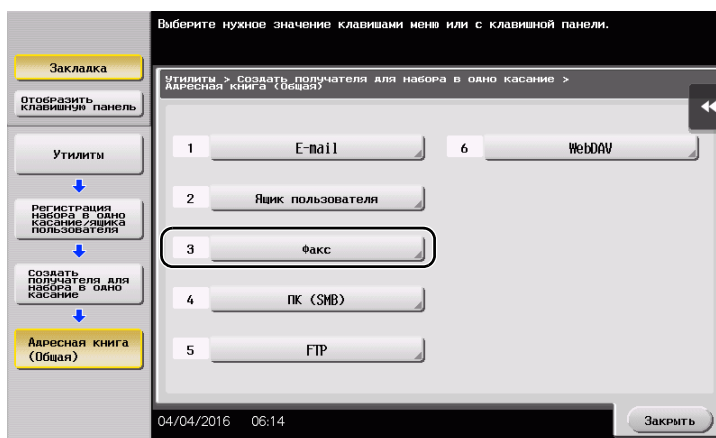 Выберите нужное значение клавишами меню или с клавишной панели.
Закладка
Отобразить
клавишную панель
Утилиты
Регистрация
набора в одно
касание/ящика
пользователя
Создать
получателя для
набора в одно
касание
Адресная книга
(Общая)
Утилиты > Создать получателя для набора в одно касание >
Адресная книга (Общая)
1 E-mail
6 WebDAV
2 Ящик пользователя
3 Факс
4 ПК (SMB)
5 FTP
04/04/2016 06:14
Закрыть